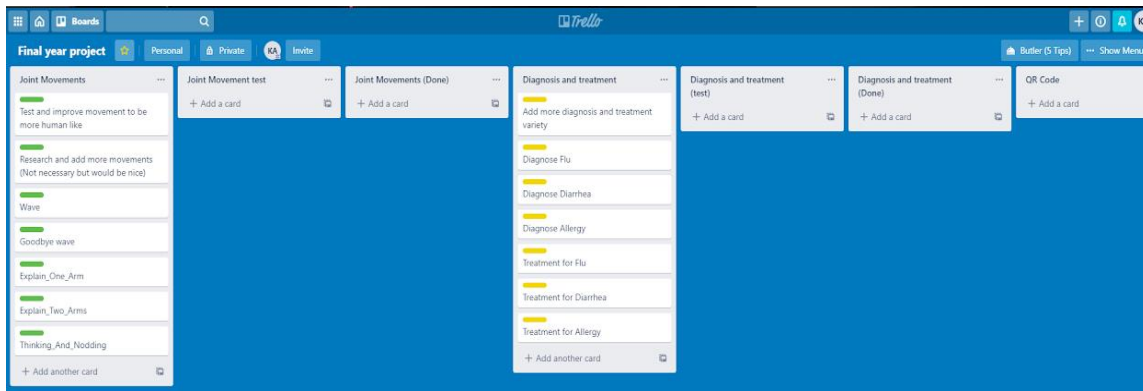 Boards
Trello
Final year project
Personal
Private
KA
Invite
Butler (5 Tips)
Show Menu
Joint Movements
Test and improve movement to be
more human like
Research and add more movements
(Not necessary but would be nice)
Wave
Goodbye wave
Explain_One_Arm
Explain_Two_Arms
Thinking_And_Nodding
+ Add another card
Joint Movement test
+ Add a card
Joint Movements (Done)
+ Add a card
Diagnosis and treatment
Add more diagnosis and treatment
variety
Diagnose Flu
Diagnose Diarrhea
Diagnose Allergy
Treatment for Flu
Treatment for Diarrhea
Treatment for Allergy
+ Add another card
Diagnosis and treatment
(test)
+ Add a card
Diagnosis and treatment
(Done)
+ Add a card
QR Code
+ Add a card